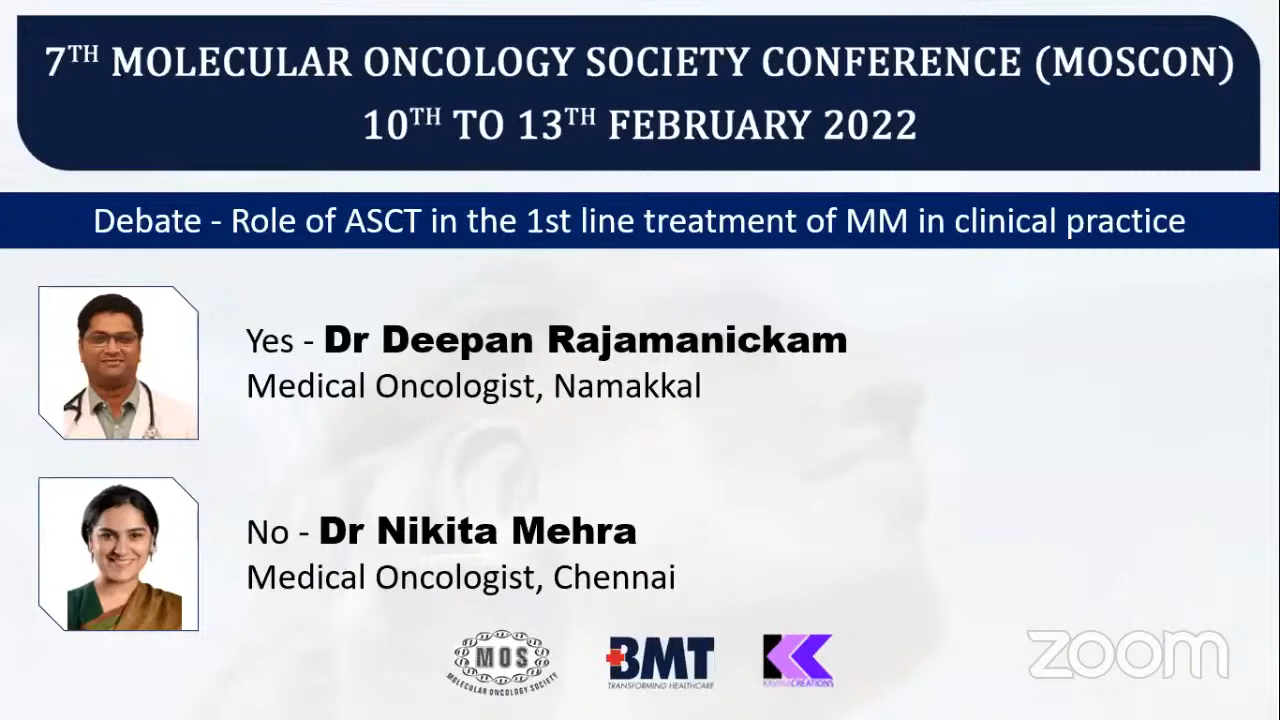 7TH MOLECULAR ONCOLOGY SOCIETY CONFERENCE (MOSCON)
10TH TO 13TH FEBRUARY 2022
Debate - Role of ASCT in the 1st line treatment of MM in clinical practice
Yes - Dr Deepan Rajamanickam
Medical Oncologist, Namakkal
No - Dr Nikita Mehra
Medical Oncologist, Chennai
MOS
MOLECULAR ONCOLOGY SOCIETY
BMT
TRANSFORMING HEALTHCARE
zoom